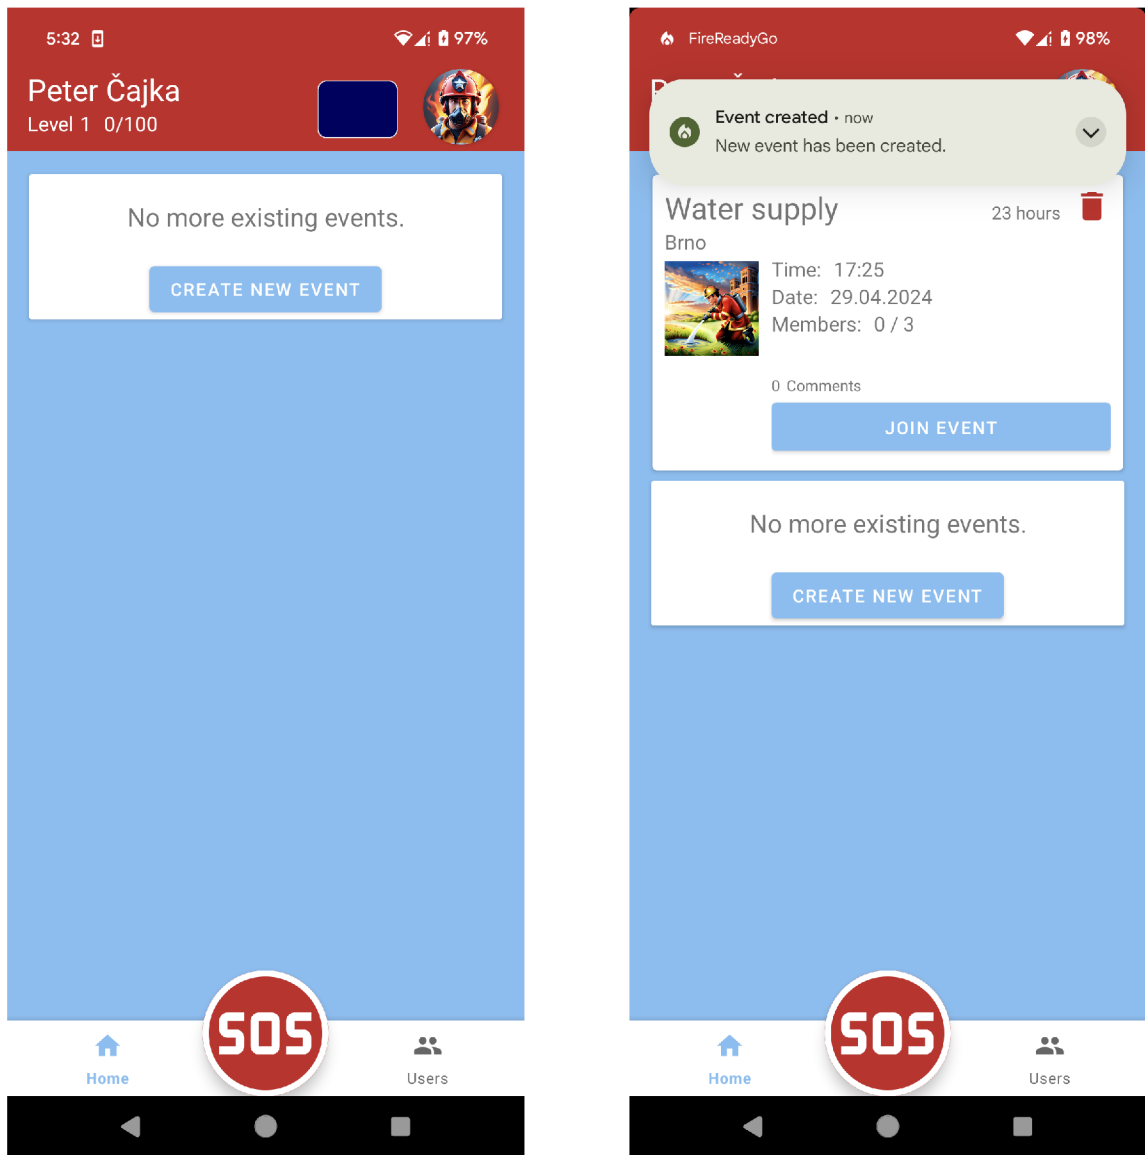 5:32 97%
Peter Čajka
Level 1 0/100
No more existing events.
CREATE NEW EVENT
SOS
Home
Users
FireReadyGo 98%
Event created • now
New event has been created.
Water supply
23 hours
Brno
Time: 17:25
Date: 29.04.2024
Members: 0 / 3
0 Comments
JOIN EVENT
No more existing events.
CREATE NEW EVENT
SOS
Home
Users